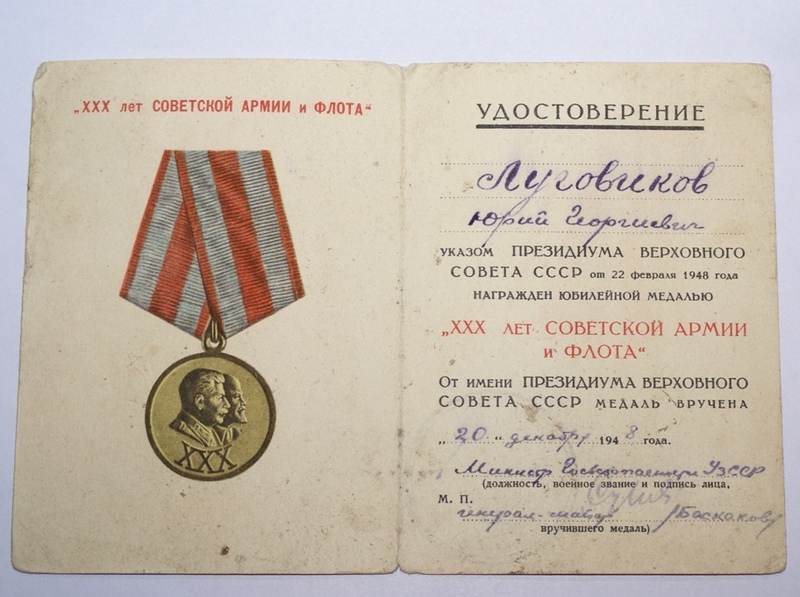 „XXX лет СОВЕТСКОЙ АРМИИ и ФЛОТА“
XXX
УДОСТОВЕРЕНИЕ
Луговиков
Юрий Георгиевич
УКАЗОМ ПРЕЗИДИУМА ВЕРХОВНОГО
СОВЕТА СССР от 22 февраля 1948 года
НАГРАЖДЕН ЮБИЛЕЙНОЙ МЕДАЛЬЮ
„XXX ЛЕТ СОВЕТСКОЙ АРМИИ
и ФЛОТА“
От имени ПРЕЗИДИУМА ВЕРХОВНОГО
СОВЕТА СССР МЕДАЛЬ ВРУЧЕНА
„20“ декабря 1948 года.
Министр Госбезопасности УзССР
(должность, военное звание и подпись лица,
М. П.
генерал-майор /Баскаков/
вручившего медаль)